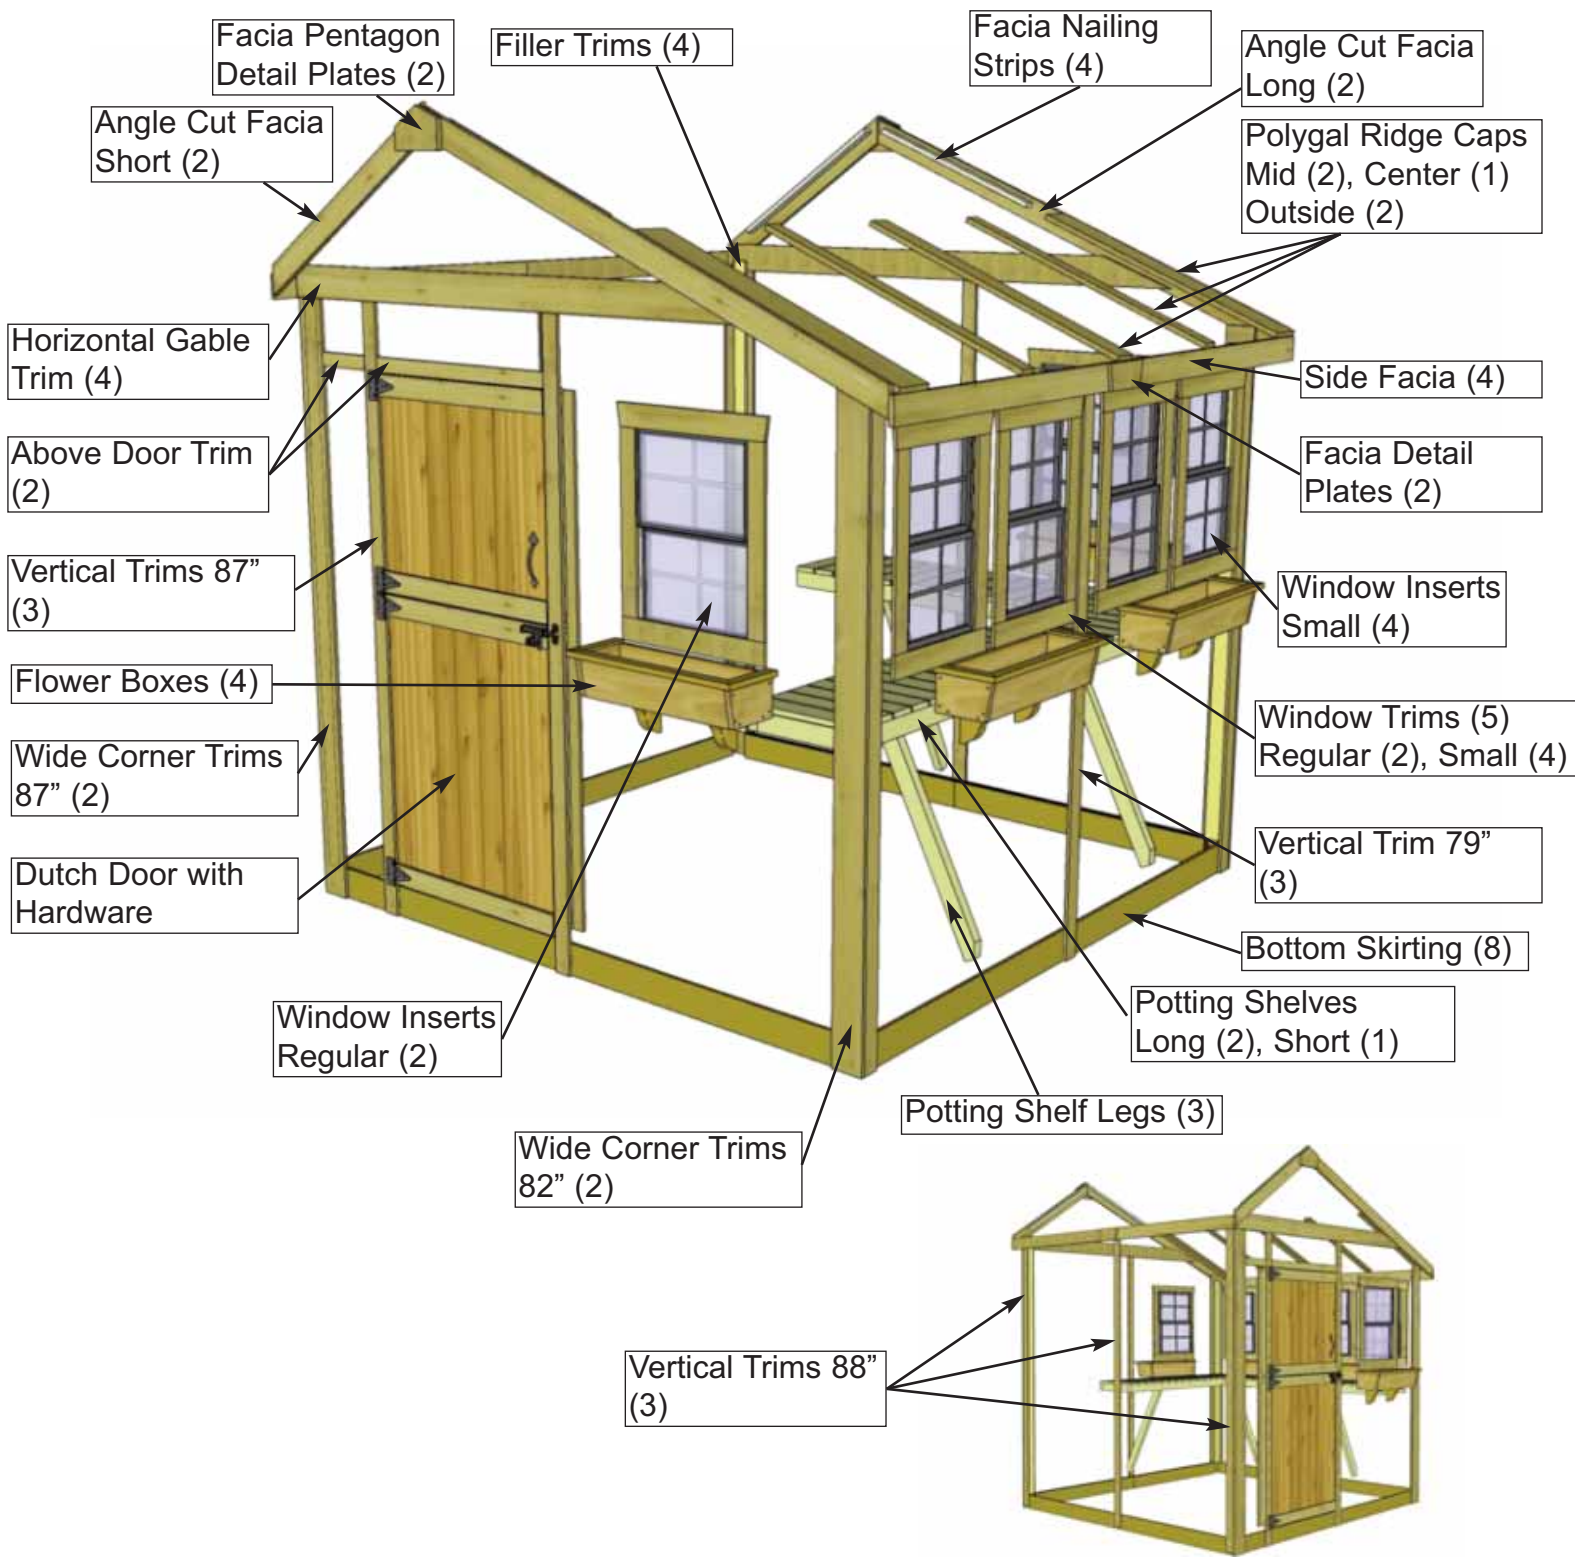 Facia Pentagon
Detail Plates (2)
Filler Trims (4)
Facia Nailing
Strips (4)
Angle Cut Facia
Long (2)
Angle Cut Facia
Short (2)
Polygal Ridge Caps
Mid (2), Center (1)
Outside (2)
Horizontal Gable
Trim (4)
Side Facia (4)
Above Door Trim
(2)
Facia Detail
Plates (2)
Vertical Trims 87”
(3)
Window Inserts
Small (4)
Flower Boxes (4)
Window Trims (5)
Regular (2), Small (4)
Wide Corner Trims
87” (2)
Vertical Trim 79”
(3)
Dutch Door with
Hardware
Bottom Skirting (8)
Window Inserts
Regular (2)
Potting Shelves
Long (2), Short (1)
Potting Shelf Legs (3)
Wide Corner Trims
82” (2)
Vertical Trims 88”
(3)